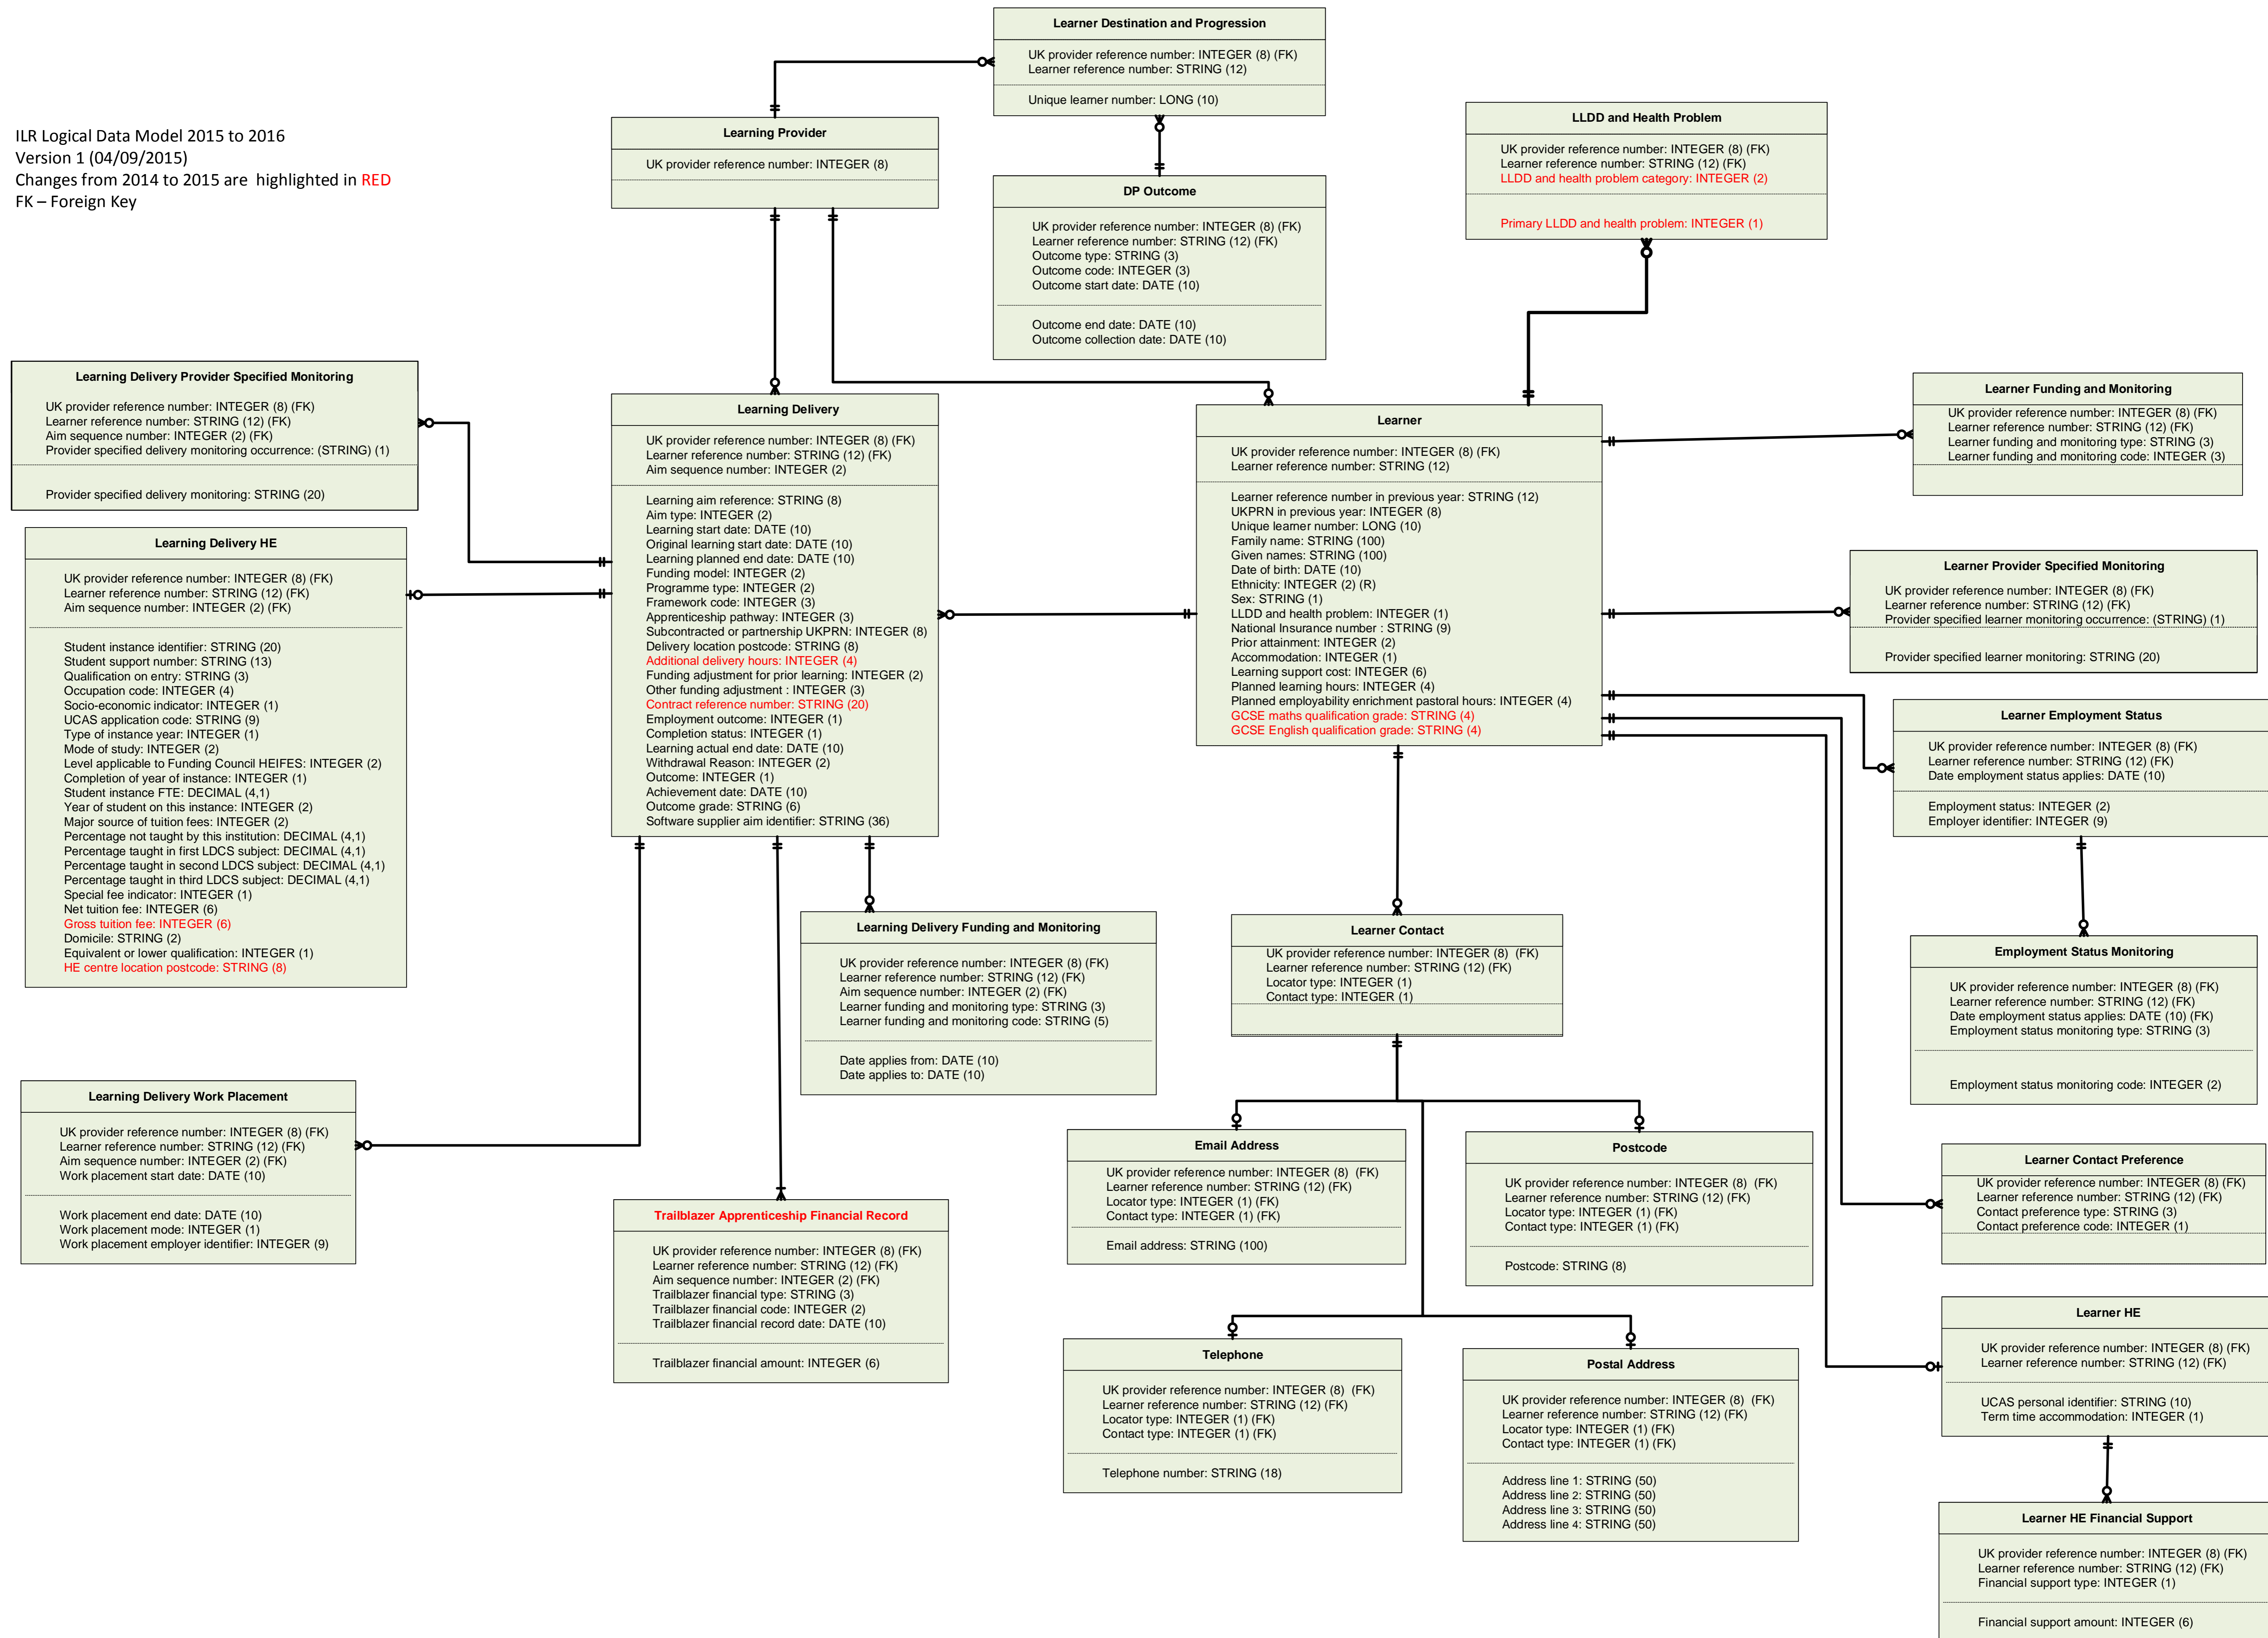 ILR Logical Data Model 2015 to 2016
Version 1 (04/09/2015)
Changes from 2014 to 2015 are highlighted in RED
FK – Foreign Key
Learner Destination and Progression
UK provider reference number: INTEGER (8) (FK)
Learner reference number: STRING (12)
Unique learner number: LONG (10)
Learning Provider
UK provider reference number: INTEGER (8)
DP Outcome
UK provider reference number: INTEGER (8) (FK)
Learner reference number: STRING (12) (FK)
Outcome type: STRING (3)
Outcome code: INTEGER (3)
Outcome start date: DATE (10)
Outcome end date: DATE (10)
Outcome collection date: DATE (10)
LLDD and Health Problem
UK provider reference number: INTEGER (8) (FK)
Learner reference number: STRING (12) (FK)
LLDD and health problem category: INTEGER (2)
Primary LLDD and health problem: INTEGER (1)
Learning Delivery Provider Specified Monitoring
UK provider reference number: INTEGER (8) (FK)
Learner reference number: STRING (12) (FK)
Aim sequence number: INTEGER (2) (FK)
Provider specified delivery monitoring occurrence: (STRING) (1)
Provider specified delivery monitoring: STRING (20)
Learning Delivery HE
UK provider reference number: INTEGER (8) (FK)
Learner reference number: STRING (12) (FK)
Aim sequence number: INTEGER (2) (FK)
Student instance identifier: STRING (20)
Student support number: STRING (13)
Qualification on entry: STRING (3)
Occupation code: INTEGER (4)
Socio-economic indicator: INTEGER (1)
UCAS application code: STRING (9)
Type of instance year: INTEGER (1)
Mode of study: INTEGER (2)
Level applicable to Funding Council HEIFES: INTEGER (2)
Completion of year of instance: INTEGER (1)
Student instance FTE: DECIMAL (4,1)
Year of student on this instance: INTEGER (2)
Major source of tuition fees: INTEGER (2)
Percentage not taught by this institution: DECIMAL (4,1)
Percentage taught in first LDCS subject: DECIMAL (4,1)
Percentage taught in second LDCS subject: DECIMAL (4,1)
Percentage taught in third LDCS subject: DECIMAL (4,1)
Special fee indicator: INTEGER (1)
Net tuition fee: INTEGER (6)
Gross tuition fee: INTEGER (6)
Domicile: STRING (2)
Equivalent or lower qualification: INTEGER (1)
HE centre location postcode: STRING (8)
Learning Delivery
UK provider reference number: INTEGER (8) (FK)
Learner reference number: STRING (12) (FK)
Aim sequence number: INTEGER (2)
Learning aim reference: STRING (8)
Aim type: INTEGER (2)
Learning start date: DATE (10)
Original learning start date: DATE (10)
Learning planned end date: DATE (10)
Funding model: INTEGER (2)
Programme type: INTEGER (2)
Framework code: INTEGER (3)
Apprenticeship pathway: INTEGER (3)
Subcontracted or partnership UKPRN: INTEGER (8)
Delivery location postcode: STRING (8)
Additional delivery hours: INTEGER (4)
Funding adjustment for prior learning: INTEGER (2)
Other funding adjustment : INTEGER (3)
Contract reference number: STRING (20)
Employment outcome: INTEGER (1)
Completion status: INTEGER (1)
Learning actual end date: DATE (10)
Withdrawal Reason: INTEGER (2)
Outcome: INTEGER (1)
Achievement date: DATE (10)
Outcome grade: STRING (6)
Software supplier aim identifier: STRING (36)
Learner
UK provider reference number: INTEGER (8) (FK)
Learner reference number: STRING (12)
Learner reference number in previous year: STRING (12)
UKPRN in previous year: INTEGER (8)
Unique learner number: LONG (10)
Family name: STRING (100)
Given names: STRING (100)
Date of birth: DATE (10)
Ethnicity: INTEGER (2) (R)
Sex: STRING (1)
LLDD and health problem: INTEGER (1)
National Insurance number : STRING (9)
Prior attainment: INTEGER (2)
Accommodation: INTEGER (1)
Learning support cost: INTEGER (6)
Planned learning hours: INTEGER (4)
Planned employability enrichment pastoral hours: INTEGER (4)
GCSE maths qualification grade: STRING (4)
GCSE English qualification grade: STRING (4)
Learner Funding and Monitoring
UK provider reference number: INTEGER (8) (FK)
Learner reference number: STRING (12) (FK)
Learner funding and monitoring type: STRING (3)
Learner funding and monitoring code: INTEGER (3)
Learner Provider Specified Monitoring
UK provider reference number: INTEGER (8) (FK)
Learner reference number: STRING (12) (FK)
Provider specified learner monitoring occurrence: (STRING) (1)
Provider specified learner monitoring: STRING (20)
Learner Employment Status
UK provider reference number: INTEGER (8) (FK)
Learner reference number: STRING (12) (FK)
Date employment status applies: DATE (10)
Employment status: INTEGER (2)
Employer identifier: INTEGER (9)
Employment Status Monitoring
UK provider reference number: INTEGER (8) (FK)
Learner reference number: STRING (12) (FK)
Date employment status applies: DATE (10) (FK)
Employment status monitoring type: STRING (3)
Employment status monitoring code: INTEGER (2)
Learning Delivery Funding and Monitoring
UK provider reference number: INTEGER (8) (FK)
Learner reference number: STRING (12) (FK)
Aim sequence number: INTEGER (2) (FK)
Learner funding and monitoring type: STRING (3)
Learner funding and monitoring code: STRING (5)
Date applies from: DATE (10)
Date applies to: DATE (10)
Learner Contact
UK provider reference number: INTEGER (8) (FK)
Learner reference number: STRING (12) (FK)
Locator type: INTEGER (1)
Contact type: INTEGER (1)
Learning Delivery Work Placement
UK provider reference number: INTEGER (8) (FK)
Learner reference number: STRING (12) (FK)
Aim sequence number: INTEGER (2) (FK)
Work placement start date: DATE (10)
Work placement end date: DATE (10)
Work placement mode: INTEGER (1)
Work placement employer identifier: INTEGER (9)
Trailblazer Apprenticeship Financial Record
UK provider reference number: INTEGER (8) (FK)
Learner reference number: STRING (12) (FK)
Aim sequence number: INTEGER (2) (FK)
Trailblazer financial type: STRING (3)
Trailblazer financial code: INTEGER (2)
Trailblazer financial record date: DATE (10)
Trailblazer financial amount: INTEGER (6)
Email Address
UK provider reference number: INTEGER (8) (FK)
Learner reference number: STRING (12) (FK)
Locator type: INTEGER (1) (FK)
Contact type: INTEGER (1) (FK)
Email address: STRING (100)
Postcode
UK provider reference number: INTEGER (8) (FK)
Learner reference number: STRING (12) (FK)
Locator type: INTEGER (1) (FK)
Contact type: INTEGER (1) (FK)
Postcode: STRING (8)
Learner Contact Preference
UK provider reference number: INTEGER (8) (FK)
Learner reference number: STRING (12) (FK)
Contact preference type: STRING (3)
Contact preference code: INTEGER (1)
Telephone
UK provider reference number: INTEGER (8) (FK)
Learner reference number: STRING (12) (FK)
Locator type: INTEGER (1) (FK)
Contact type: INTEGER (1) (FK)
Telephone number: STRING (18)
Postal Address
UK provider reference number: INTEGER (8) (FK)
Learner reference number: STRING (12) (FK)
Locator type: INTEGER (1) (FK)
Contact type: INTEGER (1) (FK)
Address line 1: STRING (50)
Address line 2: STRING (50)
Address line 3: STRING (50)
Address line 4: STRING (50)
Learner HE
UK provider reference number: INTEGER (8) (FK)
Learner reference number: STRING (12) (FK)
UCAS personal identifier: STRING (10)
Term time accommodation: INTEGER (1)
Learner HE Financial Support
UK provider reference number: INTEGER (8) (FK)
Learner reference number: STRING (12) (FK)
Financial support type: INTEGER (1)
Financial support amount: INTEGER (6)